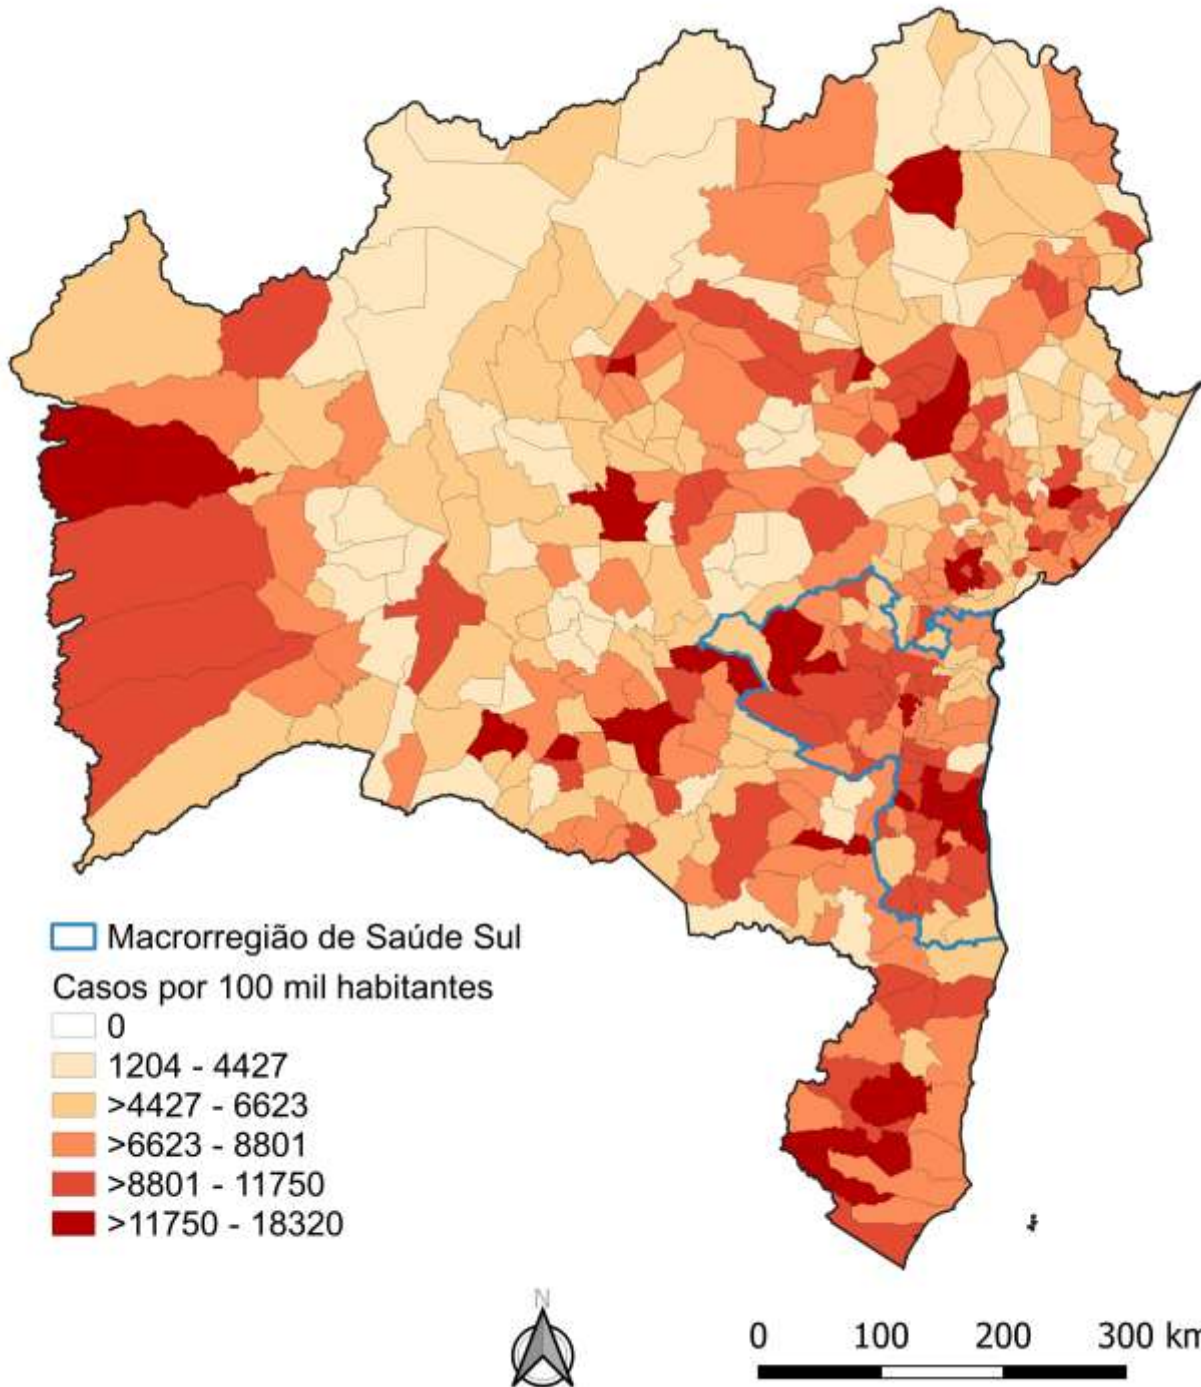 Macrorregião de Saúde Sul
Casos por 100 mil habitantes
0
1204 - 4427
>4427 - 6623
>6623 - 8801
>8801 - 11750
>11750 - 18320
N
0 100 200 300 km